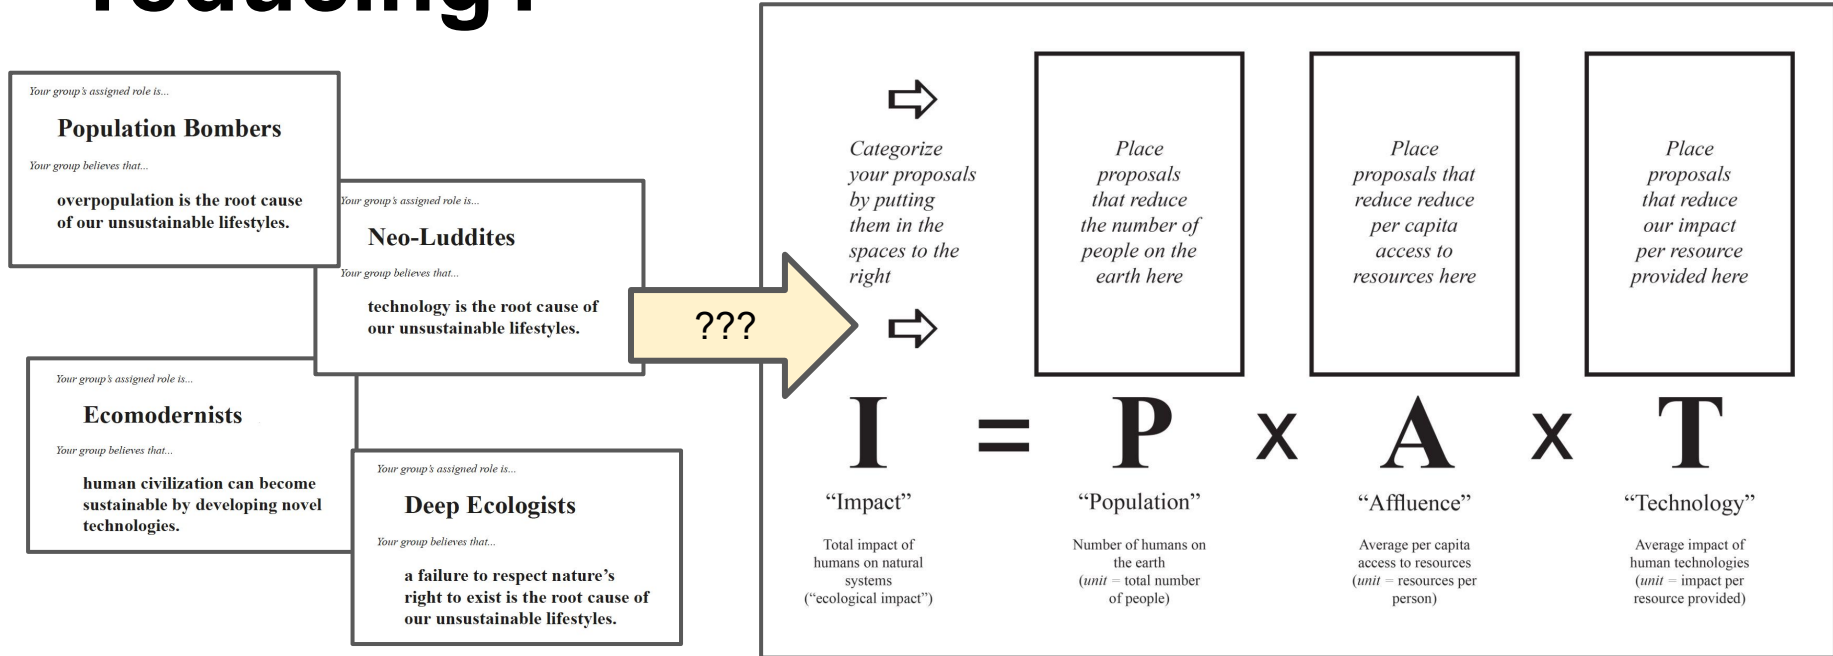 reducing?
Your group's assigned role is...
Population Bombers
Your group believes that...
overpopulation is the root cause
of our unsustainable lifestyles.
Your group's assigned role is...
Neo-Luddites
Your group believes that...
technology is the root cause of
our unsustainable lifestyles.
Your group's assigned role is...
Ecomodernists
Your group believes that...
human civilization can become
sustainable by developing novel
technologies.
Your group's assigned role is...
Deep Ecologists
Your group believes that...
a failure to respect nature's
right to exist is the root cause of
our unsustainable lifestyles.
???
Categorize
your proposals
by putting
them in the
spaces to the
right
Place
proposals
that reduce
the number of
people on the
earth here
Place
proposals that
reduce reduce
per capita
access to
resources here
Place
proposals
that reduce
our impact
per resource
provided here
I = P x A x T
“Impact”
Total impact of
humans on natural
systems
(“ecological impact”)
“Population”
Number of humans on
the earth
(unit = total number
of people)
“Affluence”
Average per capita
access to resources
(unit = resources per
person)
“Technology”
Average impact of
human technologies
(unit = impact per
resource provided)